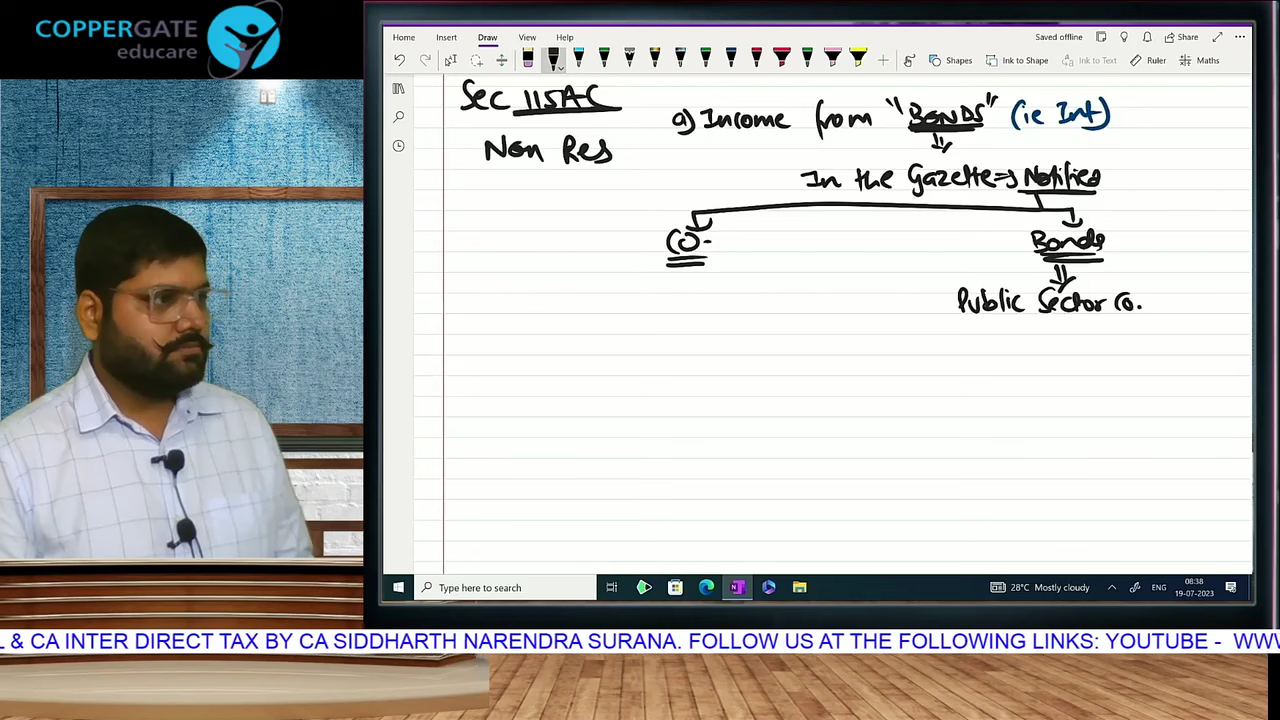 COPPERGATE
educare
Home Insert Draw View Help
Saved offline
Share
Shapes
Ink to Shape
Ink to Text
Ruler
Maths
Sec 115AC
Non Res
a) Income from "BONDS" (ie Int)
In the Gazette => Notified
Co.
Bonds
Public Sector Co.
Type here to search
28°C Mostly cloudy
ENG
08:38
19-07-2023
L & CA INTER DIRECT TAX BY CA SIDDHARTH NARENDRA SURANA. FOLLOW US AT THE FOLLOWING LINKS: YOUTUBE - WWW